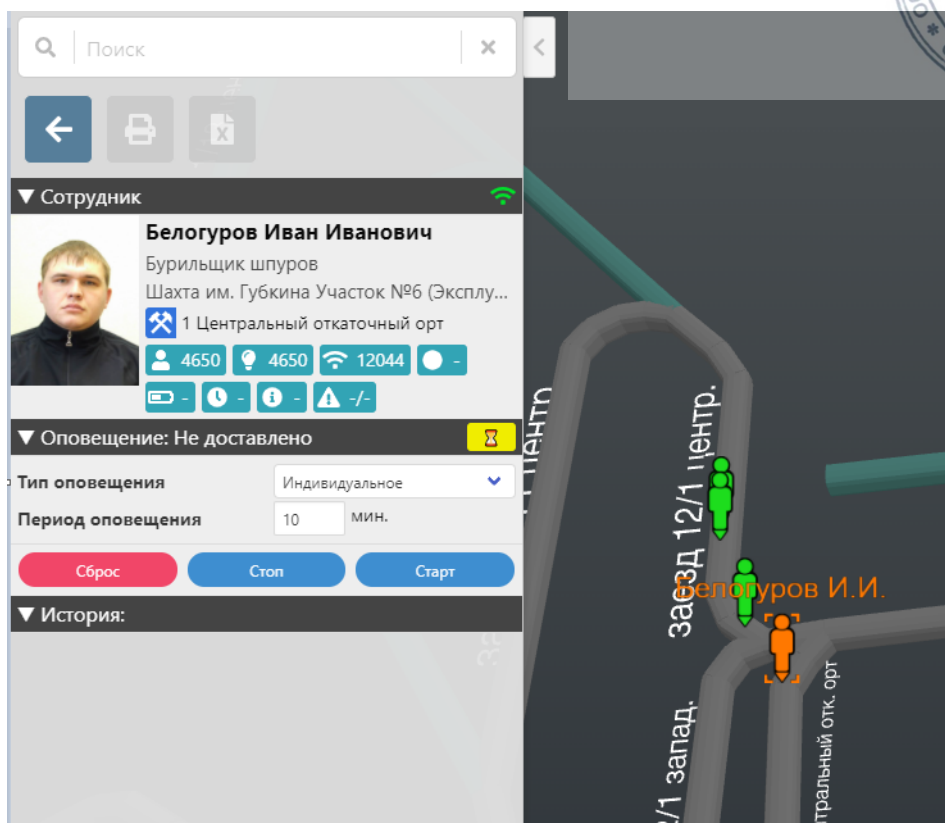 Поиск
Сотрудник
Белогуров Иван Иванович
Бурильщик шпуров
Шахта им. Губкина Участок №6 (Эксплу...
1 Центральный откаточный орт
4650 4650 12044 -
- - - -/-
Оповещение: Не доставлено
Тип оповещения Индивидуальное
Период оповещения 10 мин.
Сброс Стоп Старт
История:
заезд 12/1 центр.
Белогуров И.И.
/1 запад.
тральный отк. орт